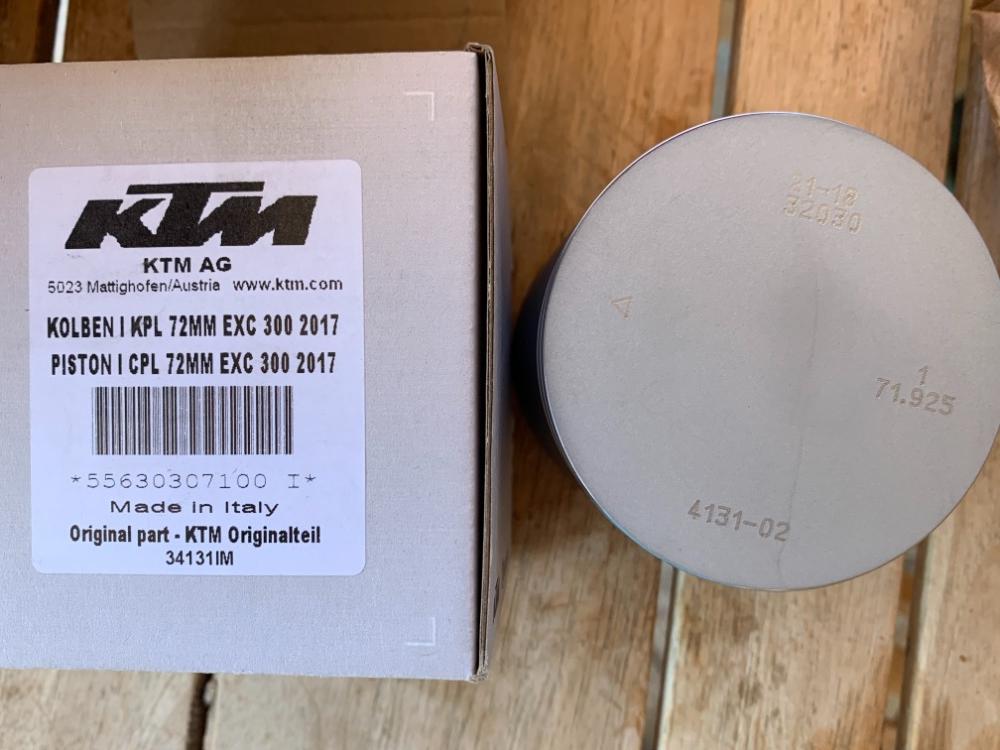 KTM
KTM AG
5023 Mattighofen/Austria www.ktm.com
KOLBEN I KPL 72MM EXC 300 2017
PISTON I CPL 72MM EXC 300 2017
*55630307100 I*
Made in Italy
Original part - KTM Originalteil
34131IM
21-18
32030
1
71.925
4131-02